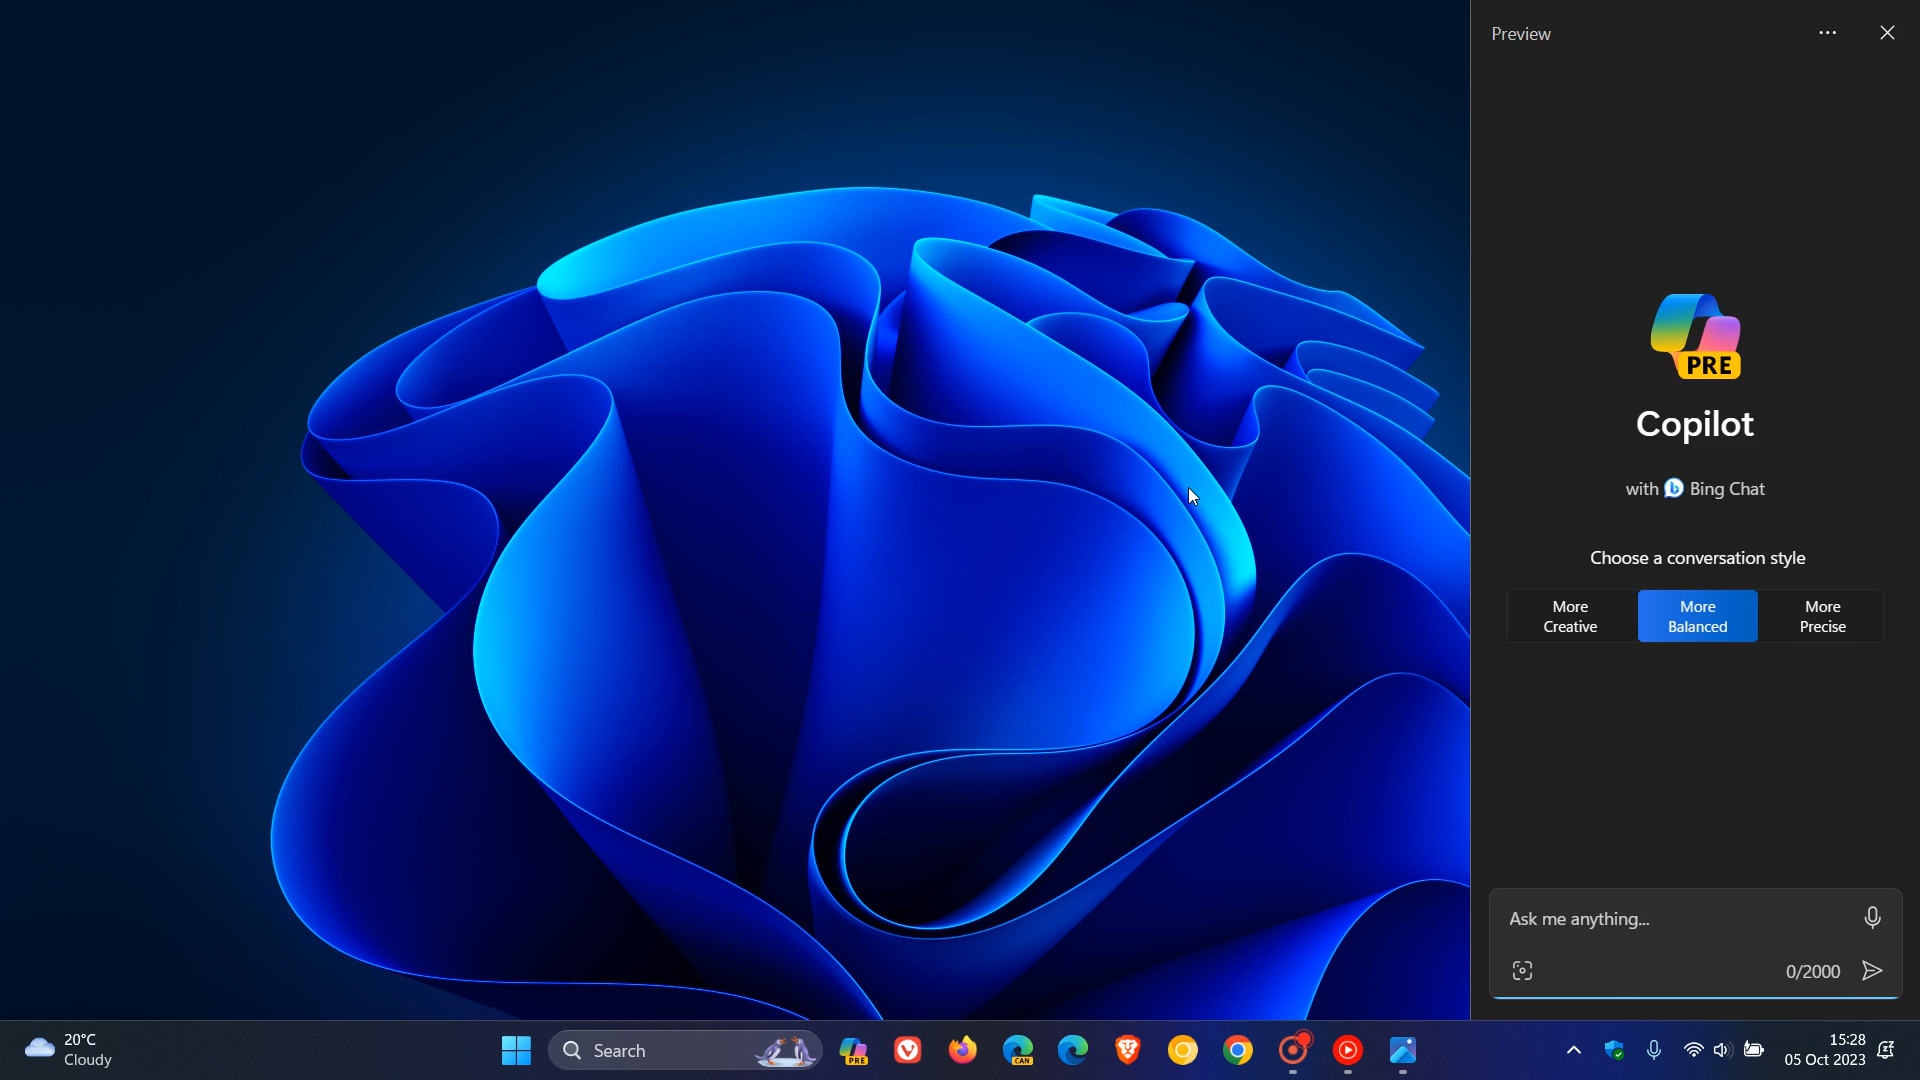 Preview
PRE
Copilot
with Bing Chat
Choose a conversation style
More
Creative
More
Balanced
More
Precise
Ask me anything...
0/2000
20°C
Cloudy
Search
PRE
CAN
15:28
05 Oct 2023